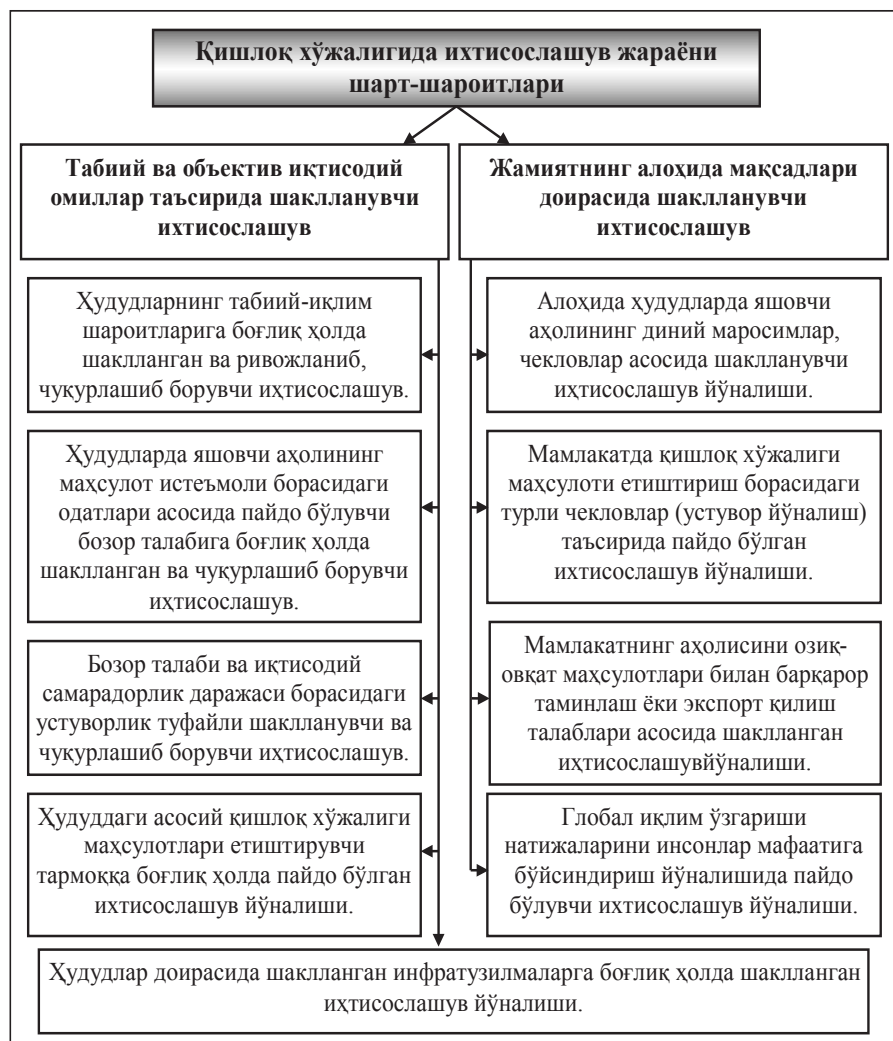 Қишлоқ хўжалигида ихтисослашув жараёни
шарт-шароитлари
Табиий ва объектив иқтисодий
омиллар таъсирида шаклланувчи
ихтисослашув
Ҳудудларнинг табиий-иқлим
шароитларига боғлиқ ҳолда
шаклланган ва ривожланиб,
чуқурлашиб борувчи иҳтисослашув.
Ҳудудларда яшовчи аҳолининг
маҳсулот истеъмоли борасидаги
одатлари асосида пайдо бўлувчи
бозор талабига боғлиқ ҳолда
шаклланган ва чуқурлашиб борувчи
иҳтисослашув.
Бозор талаби ва иқтисодий
самарадорлик даражаси борасидаги
устуворлик туфайли шаклланувчи ва
чуқурлашиб борувчи ихтисослашув.
Ҳудуддаги асосий қишлоқ хўжалиги
маҳсулотлари етиштирувчи
тармоққа боғлиқ ҳолда пайдо бўлган
ихтисослашув йўналиши.
Жамиятнинг алоҳида мақсадлари
доирасида шаклланувчи
ихтисослашув
Алоҳида ҳудудларда яшовчи
аҳолининг диний маросимлар,
чекловлар асосида шаклланувчи
ихтисослашув йўналиши.
Мамлакатда қишлоқ хўжалиги
маҳсулоти етиштириш борасидаги
турли чекловлар (устувор йўналиш)
таъсирида пайдо бўлган
ихтисослашув йўналиши.
Мамлакатнинг аҳолисини озиқ-
овқат маҳсулотлари билан барқарор
таминлаш ёки экспорт қилиш
талаблари асосида шаклланган
иҳтисослашувйўналиши.
Глобал иқлим ўзгариши
натижаларини инсонлар мафаатига
бўйсиндириш йўналишида пайдо
бўлувчи ихтисослашув йўналиши.
Ҳудудлар доирасида шаклланган инфратузилмаларга боғлиқ ҳолда шаклланган
иҳтисослашув йўналиши.